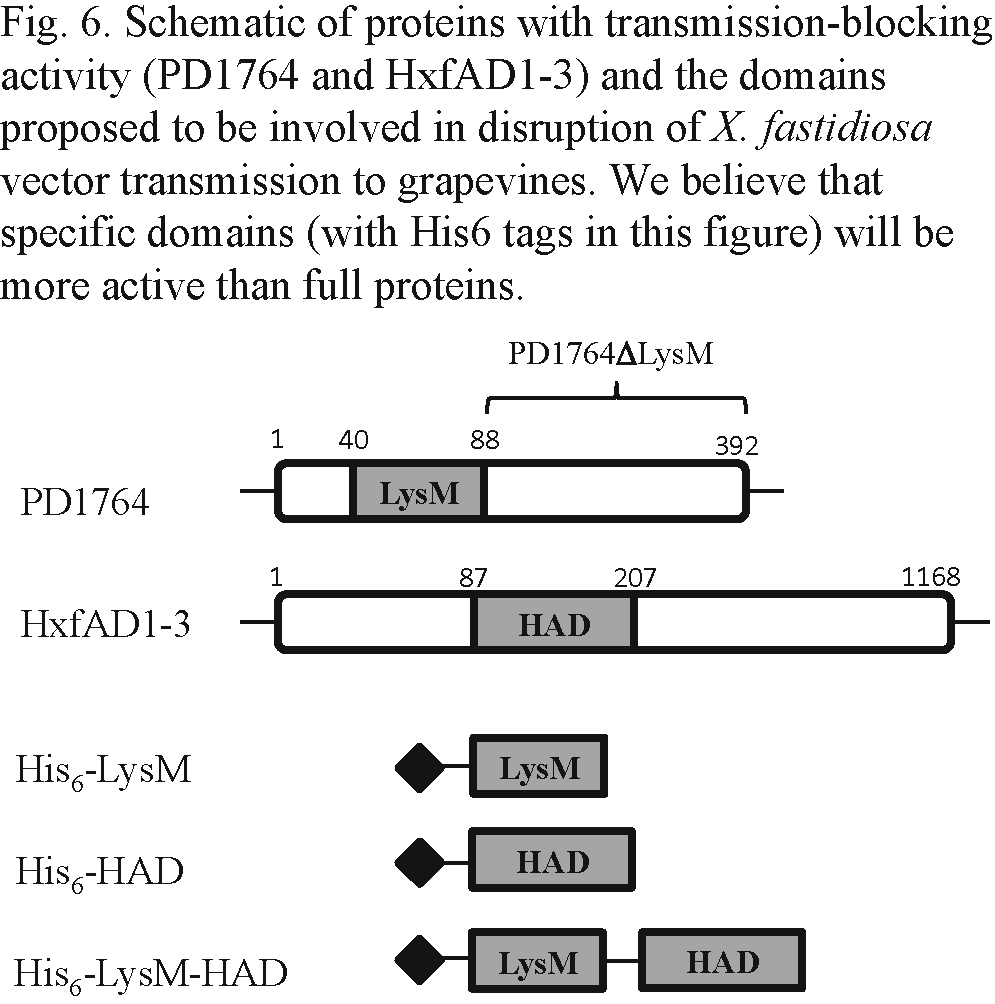 Fig. 6. Schematic of proteins with transmission-blocking
activity (PD1764 and HxfAD1-3) and the domains
proposed to be involved in disruption of X. fastidiosa
vector transmission to grapevines. We believe that
specific domains (with His6 tags in this figure) will be
more active than full proteins.
PD1764ΔLysM
1 40 88 392
PD1764 LysM
1 87 207 1168
HxfAD1-3 HAD
His6-LysM LysM
His6-HAD HAD
His6-LysM-HAD LysM HAD